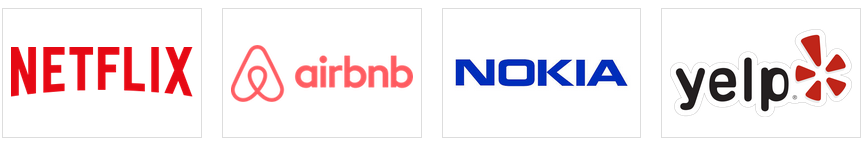 NETFLIX
airbnb
NOKIA
yelp